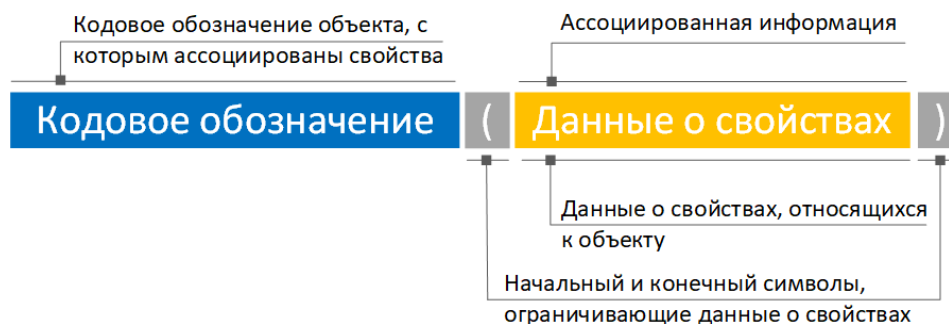 Кодовое обозначение объекта, с
которым ассоциированы свойства
Ассоциированная информация
Кодовое обозначение ( Данные о свойствах )
Данные о свойствах, относящихся
к объекту
Начальный и конечный символы,
ограничивающие данные о свойствах